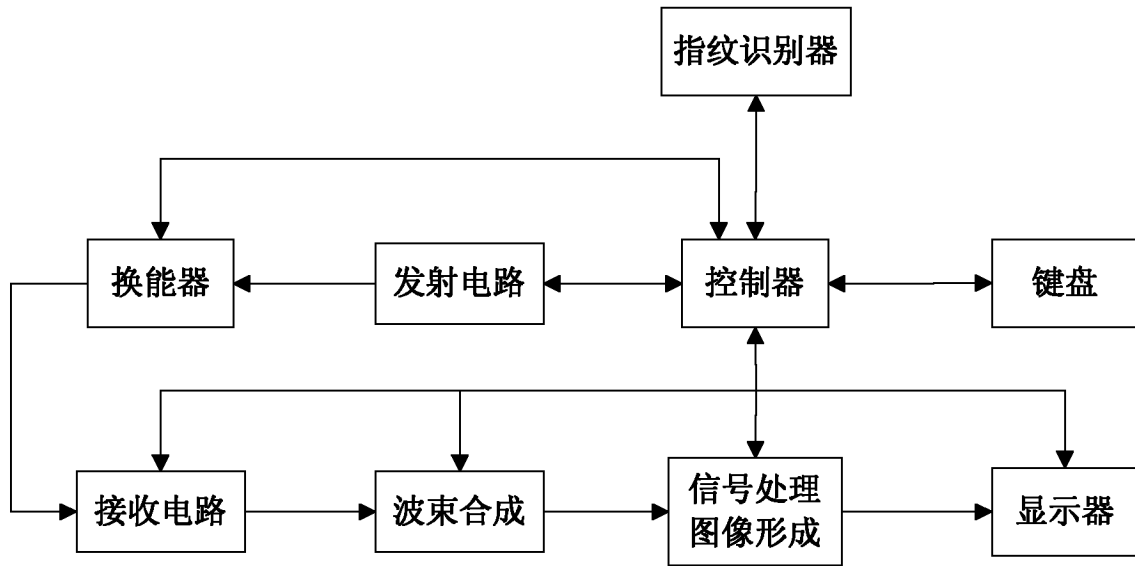 指纹识别器
换能器
发射电路
控制器
键盘
接收电路
波束合成
信号处理
图像形成
显示器